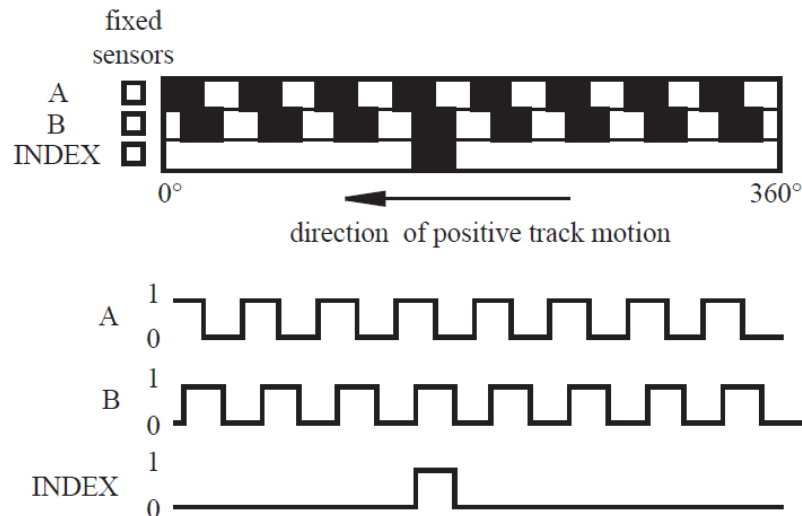 fixed
sensors
A
B
INDEX
0°
360°
direction of positive track motion
A
1
0
B
1
0
INDEX
1
0